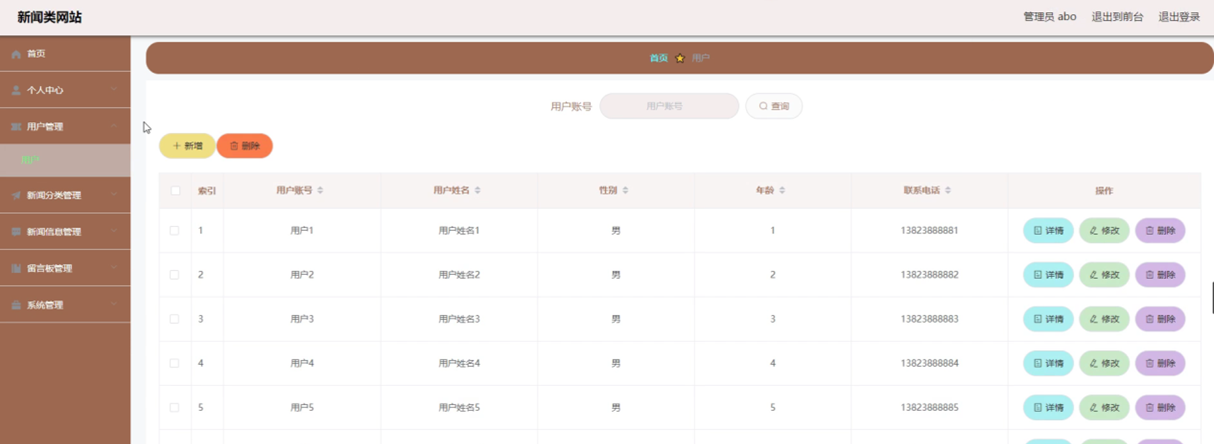 新闻类网站
管理员 abo 退出到前台 退出登录
首页
个人中心
用户管理
用户
新闻分类管理
新闻信息管理
留言板管理
系统管理
首页 用户
用户账号 用户账号 查询
新增 删除
索引 用户账号 用户姓名 性别 年龄 联系电话 操作
1 用户1 用户姓名1 男 1 13823888881 详情 修改 删除
2 用户2 用户姓名2 男 2 13823888882 详情 修改 删除
3 用户3 用户姓名3 男 3 13823888883 详情 修改 删除
4 用户4 用户姓名4 男 4 13823888884 详情 修改 删除
5 用户5 用户姓名5 男 5 13823888885 详情 修改 删除